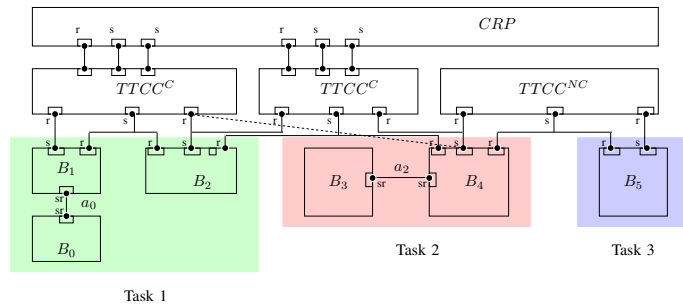 CRP
r s s r s s
TTCC^C TTCC^C TTCC^NC
r s r r s r r s r
s r r s r r s r r s
B_1 B_2 B_3 a_2 B_4 B_5
sr sr sr
a_0
sr
B_0
Task 2 Task 3
Task 1